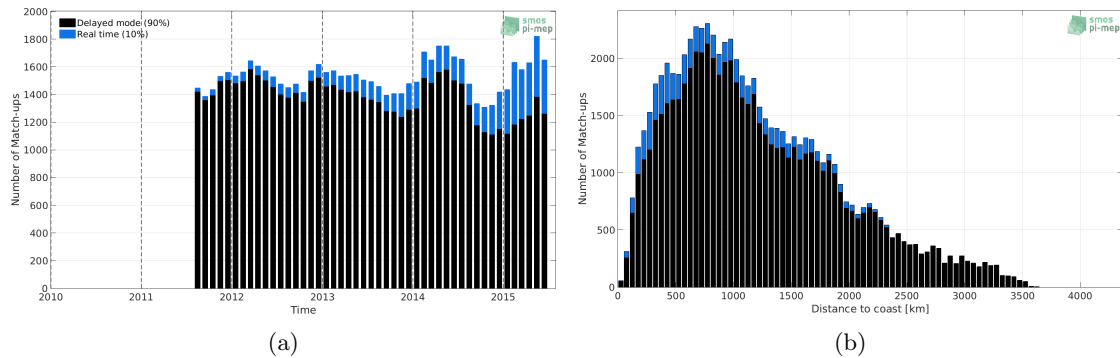 2000
1800
1600
1400
1200
1000
800
600
400
200
0
Number of Match-ups
Delayed mode (90%)
Real time (10%)
smos
pi-mep
2010 2011 2012 2013 2014 2015
Time
(a)
2000
1500
1000
500
0
Number of Match-ups
smos
pi-mep
0 500 1000 1500 2000 2500 3000 3500 4000
Distance to coast [km]
(b)